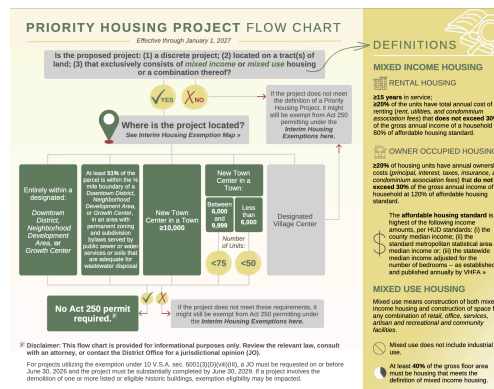 PRIORITY HOUSING PROJECT FLOW CHART
Effective through January 1, 2027
Is the proposed project: (1) a discrete project; (2) located on a tract(s) of
land; (3) that exclusively consists of mixed income or mixed use housing
or a combination thereof?
YES
NO
If the project does not meet
the definition of a Priority
Housing Project, it might
still be exempt from Act 250
permitting under the
Interim Housing
Exemptions here.
Where is the project located?
See Interim Housing Exemption Map »
Entirely within a
designated:
Downtown
District,
Neighborhood
Development
Area, or
Growth Center
At least 51% of the
parcel is within the ½
mile boundary of a
Downtown District,
Neighborhood
Development Area,
or Growth Center,
in an area with
permanent zoning
and subdivision
bylaws served by
public sewer or water
services or soils that
are adequate for
wastewater disposal
New Town
Center in a Town
≥10,000
New Town
Center in a
Town:
Between
6,000
and
9,999
Less
than
6,000
Number
of Units:
<75
<50
Designated
Village Center
No Act 250 permit
required.*
If the project does not meet these requirements, it
might still be exempt from Act 250 permitting under
the Interim Housing Exemptions here.
* Disclaimer: This flow chart is provided for informational purposes only. Review the relevant law, consult
with an attorney, or contact the District Office for a jurisdictional opinion (JO).
For projects utilizing the exemption under 10 V.S.A. sec. 6001(3)(D)(viii)(I), a JO must be requested on or before
June 30, 2026 and the project must be substantially completed by June 30, 2029. If a project involves the
demolition of one or more listed or eligible historic buildings, exemption eligibility may be impacted.
DEFINITIONS
MIXED INCOME HOUSING
RENTAL HOUSING
≥15 years in service;
≥20% of the units have total annual cost of
renting (rent, utilities, and condominium
association fees) that does not exceed 30%
of the gross annual income of a household
80% of affordable housing standard.
OWNER OCCUPIED HOUSING
≥20% of housing units have annual owners
costs (principal, interest, taxes, insurance, a
condominium association fees) that do not
exceed 30% of the gross annual income of
household at 120% of affordable housing
standard.
The affordable housing standard is
highest of the following income
amounts, per HUD standards: (i) the
county median income; (ii) the
standard metropolitan statistical area
median income or; (iii) the statewide
median income adjusted for the
number of bedrooms – as established
and published annually by VHFA »
MIXED USE HOUSING
Mixed use means construction of both mixe
income housing and construction of space f
any combination of retail, office, services,
artisan and recreational and community
facilities.
Mixed use does not include industrial
use.
At least 40% of the gross floor area
must be housing that meets the
definition of mixed income housing.